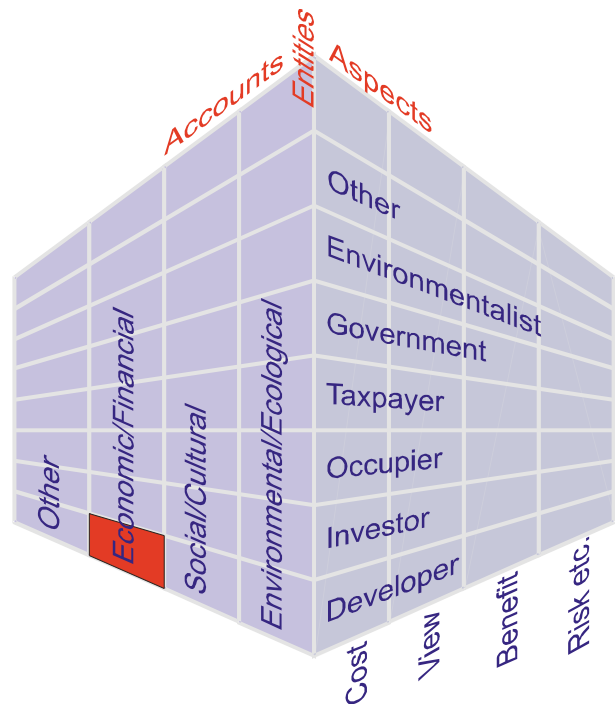 Accounts
Entities
Aspects
Other
Environmentalist
Government
Taxpayer
Occupier
Investor
Developer
Other
Economic/Financial
Social/Cultural
Environmental/Ecological
Cost
View
Benefit
Risk etc.